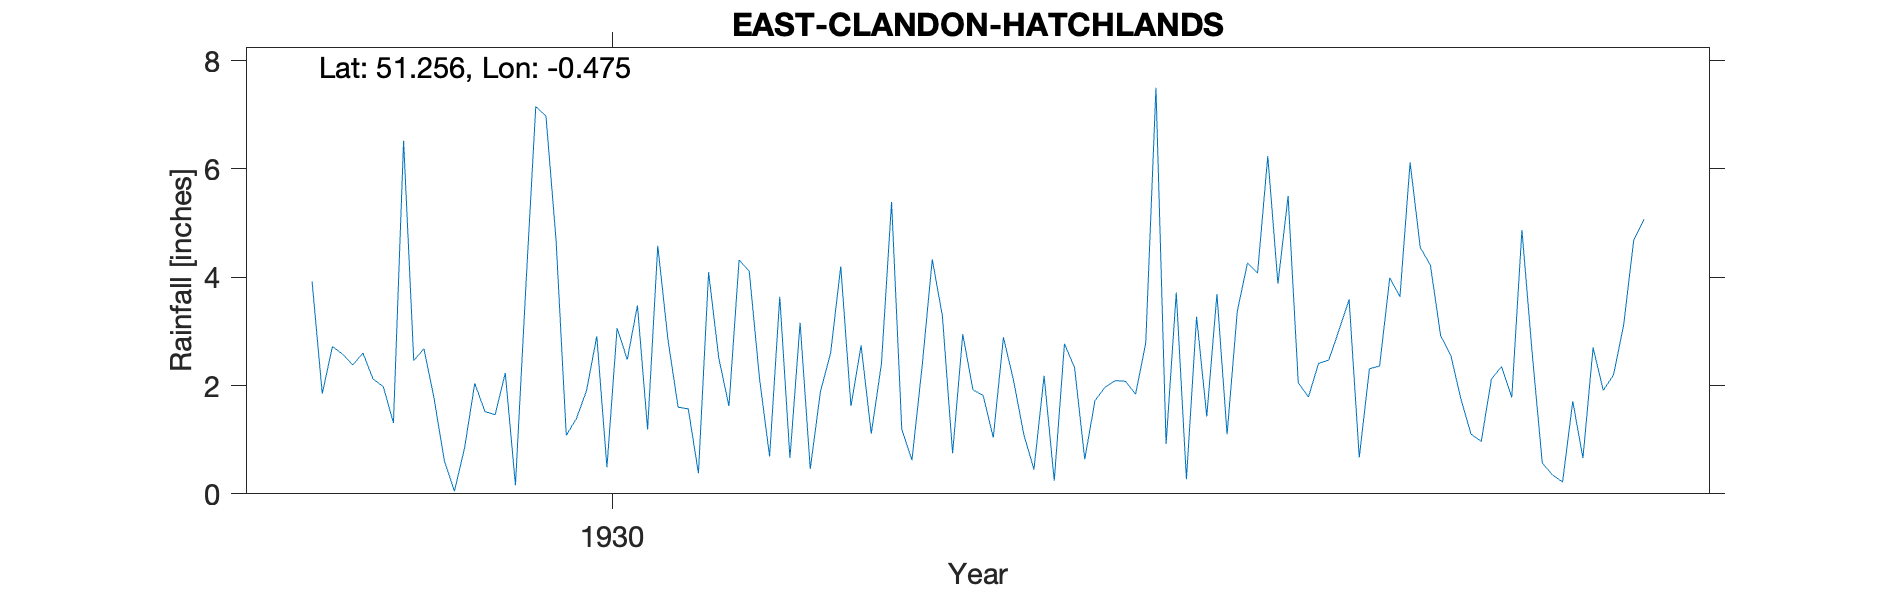 EAST-CLANDON-HATCHLANDS
Lat: 51.256, Lon: -0.475
8
6
4
2
0
Rainfall [inches]
1930
Year